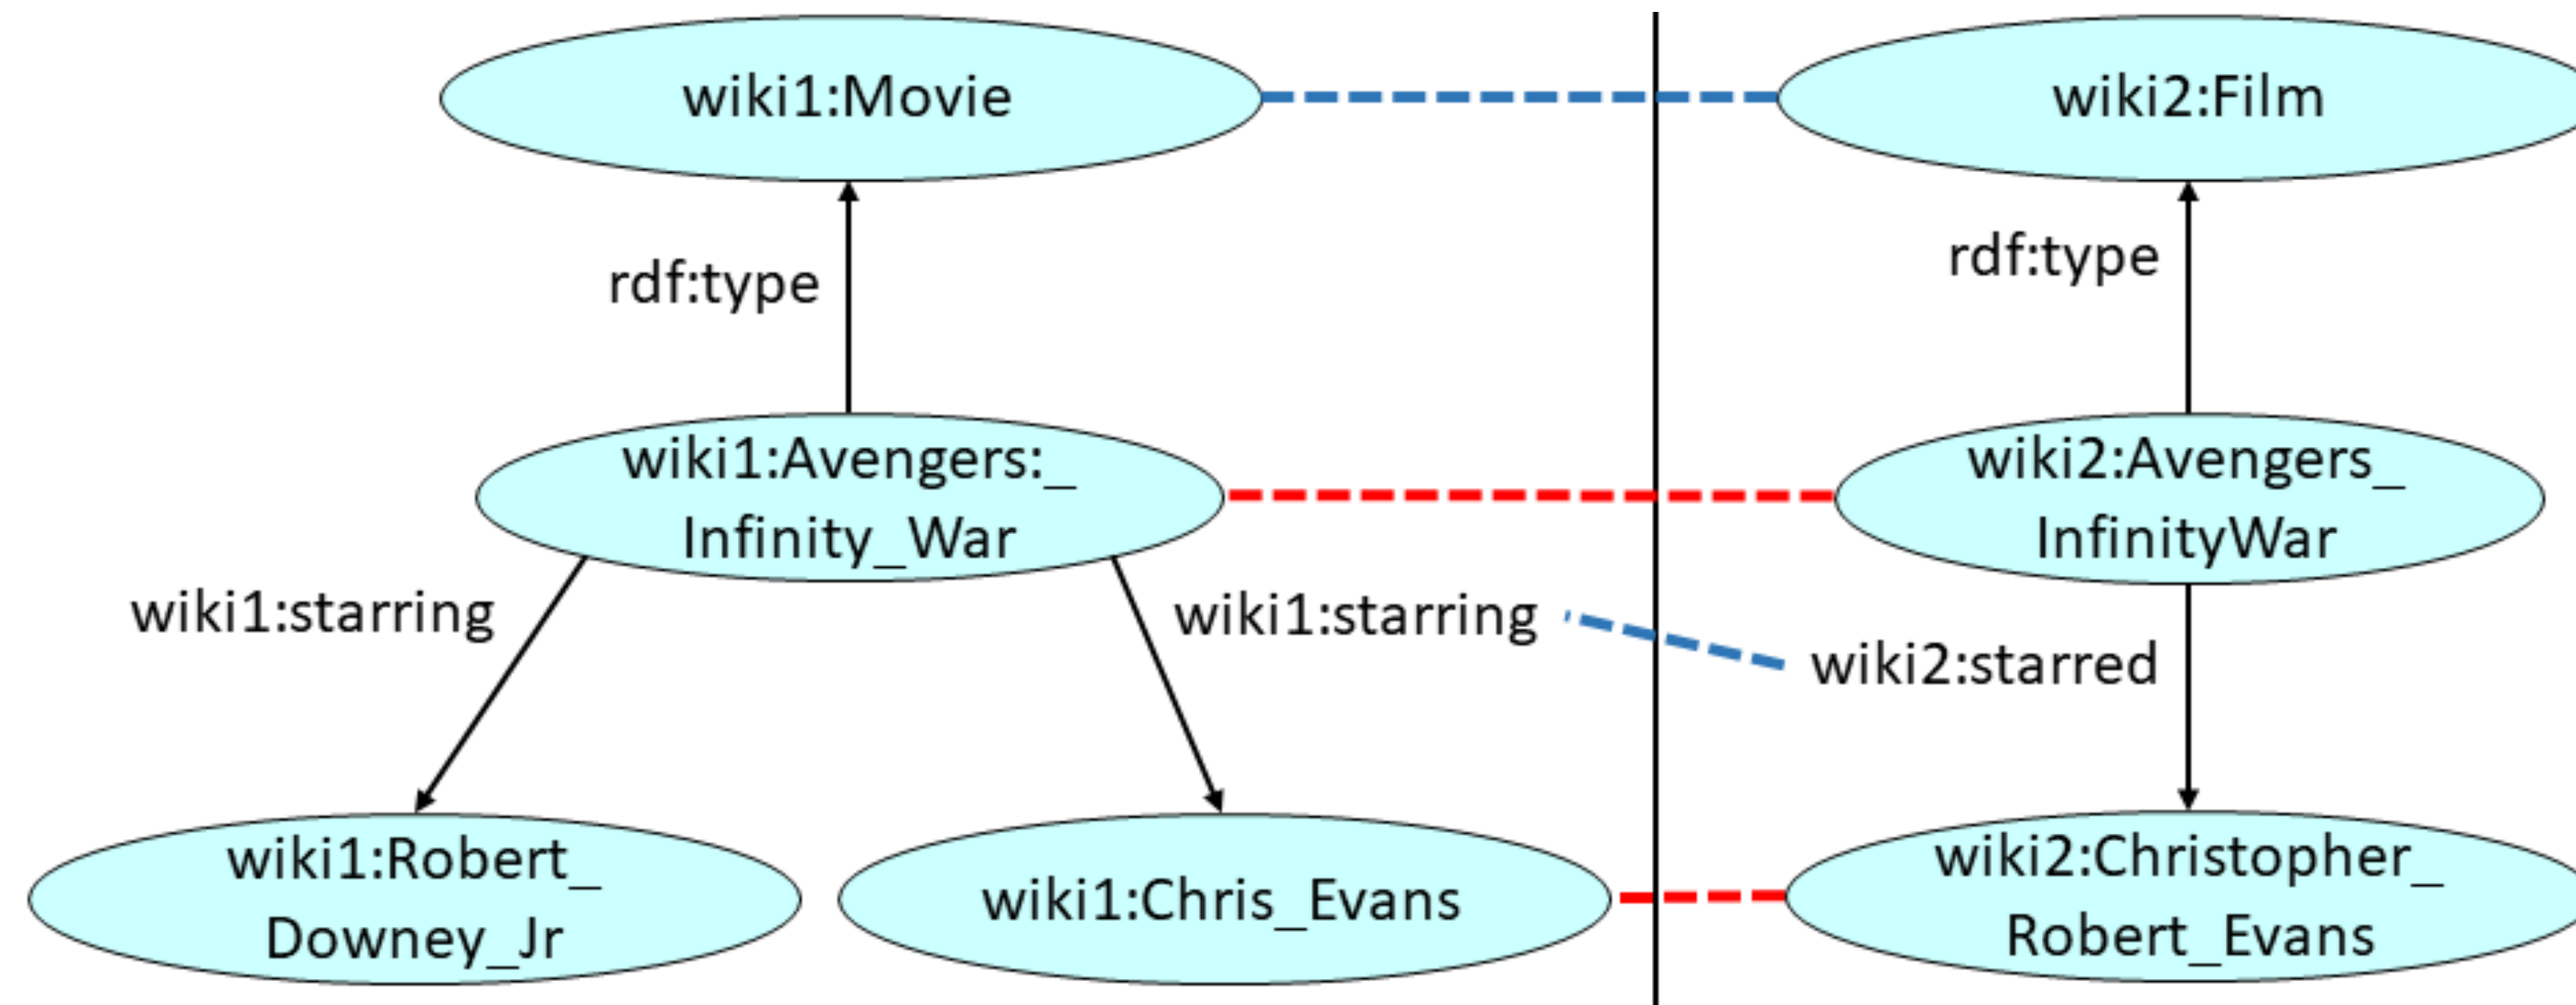 wiki1:Movie
wiki2:Film
rdf:type
rdf:type
wiki1:Avengers:_
Infinity_War
wiki2:Avengers_
InfinityWar
wiki1:starring
wiki1:starring
wiki2:starred
wiki1:Robert_
Downey_Jr
wiki1:Chris_Evans
wiki2:Christopher_
Robert_Evans